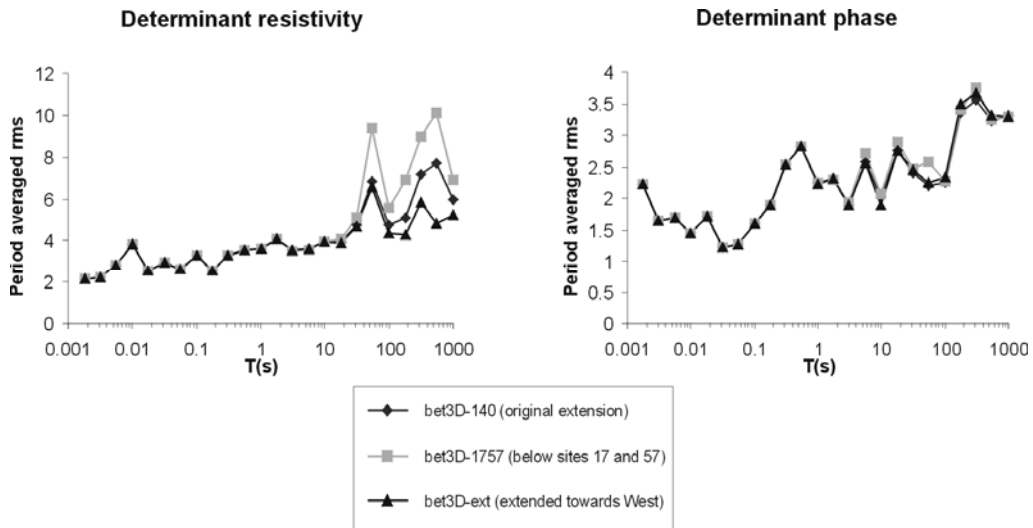 Determinant resistivity
Period averaged rms
12
10
8
6
4
2
0
0.001 0.01 0.1 1 10 100 1000
T(s)
Determinant phase
Period averaged rms
4
3.5
3
2.5
2
1.5
1
0.5
0
0.001 0.01 0.1 1 10 100 1000
T(s)
bet3D-140 (original extension)
bet3D-1757 (below sites 17 and 57)
bet3D-ext (extended towards West)